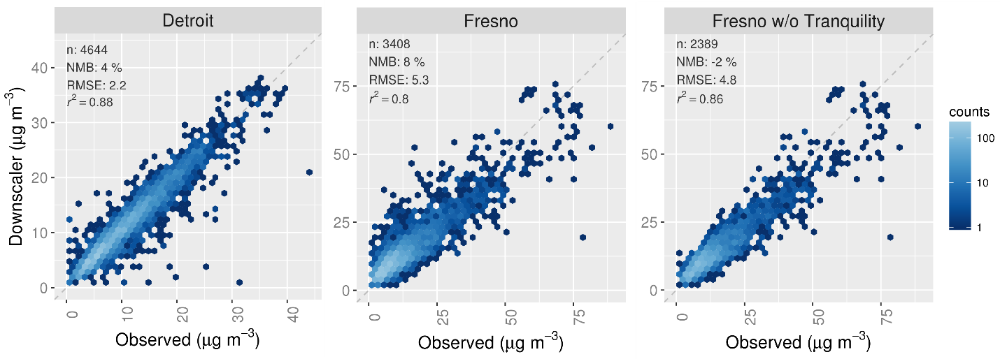 Detroit
Fresno
Fresno w/o Tranquility
n: 4644
NMB: 4 %
RMSE: 2.2
r² = 0.88
n: 3408
NMB: 8 %
RMSE: 5.3
r² = 0.8
n: 2389
NMB: -2 %
RMSE: 4.8
r² = 0.86
Downscaler (μg m⁻³)
40
30
20
10
0
75
50
25
0
75
50
25
0
0 10 20 30 40
0 25 50 75
0 25 50 75
Observed (μg m⁻³)
Observed (μg m⁻³)
Observed (μg m⁻³)
counts
100
10
1